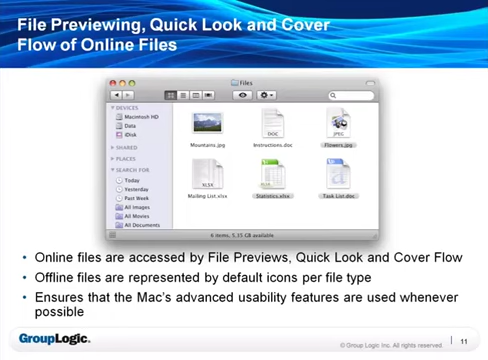 File Previewing, Quick Look and Cover
Flow of Online Files
Files
DEVICES
Macintosh HD
Data
iDisk
SHARED
PLACES
SEARCH FOR
Today
Yesterday
Past Week
All Images
All Movies
All Documents
Mountains.jpg
DOC
Instructions.doc
JPEG
Flowers.jpg
XLSX
Mailing List.xlsx
Statistics.xlsx
Task List.doc
6 items, 5.35 GB available
• Online files are accessed by File Previews, Quick Look and Cover Flow
• Offline files are represented by default icons per file type
• Ensures that the Mac's advanced usability features are used whenever
possible
GroupLogic.
© Group Logic Inc. All rights reserved.
11